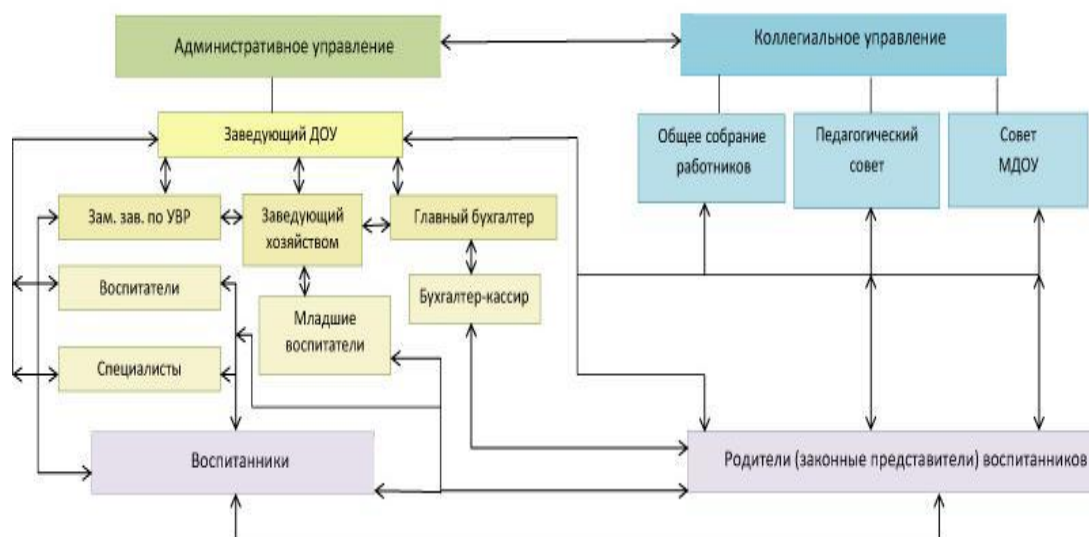 Административное управление
Коллегиальное управление
Заведующий ДОУ
Общее собрание
работников
Педагогический
совет
Совет
МДОУ
Зам. зав. по УВР
Заведующий
хозяйством
Главный бухгалтер
Воспитатели
Младшие
воспитатели
Бухгалтер-кассир
Специалисты
Воспитанники
Родители (законные представители) воспитанников